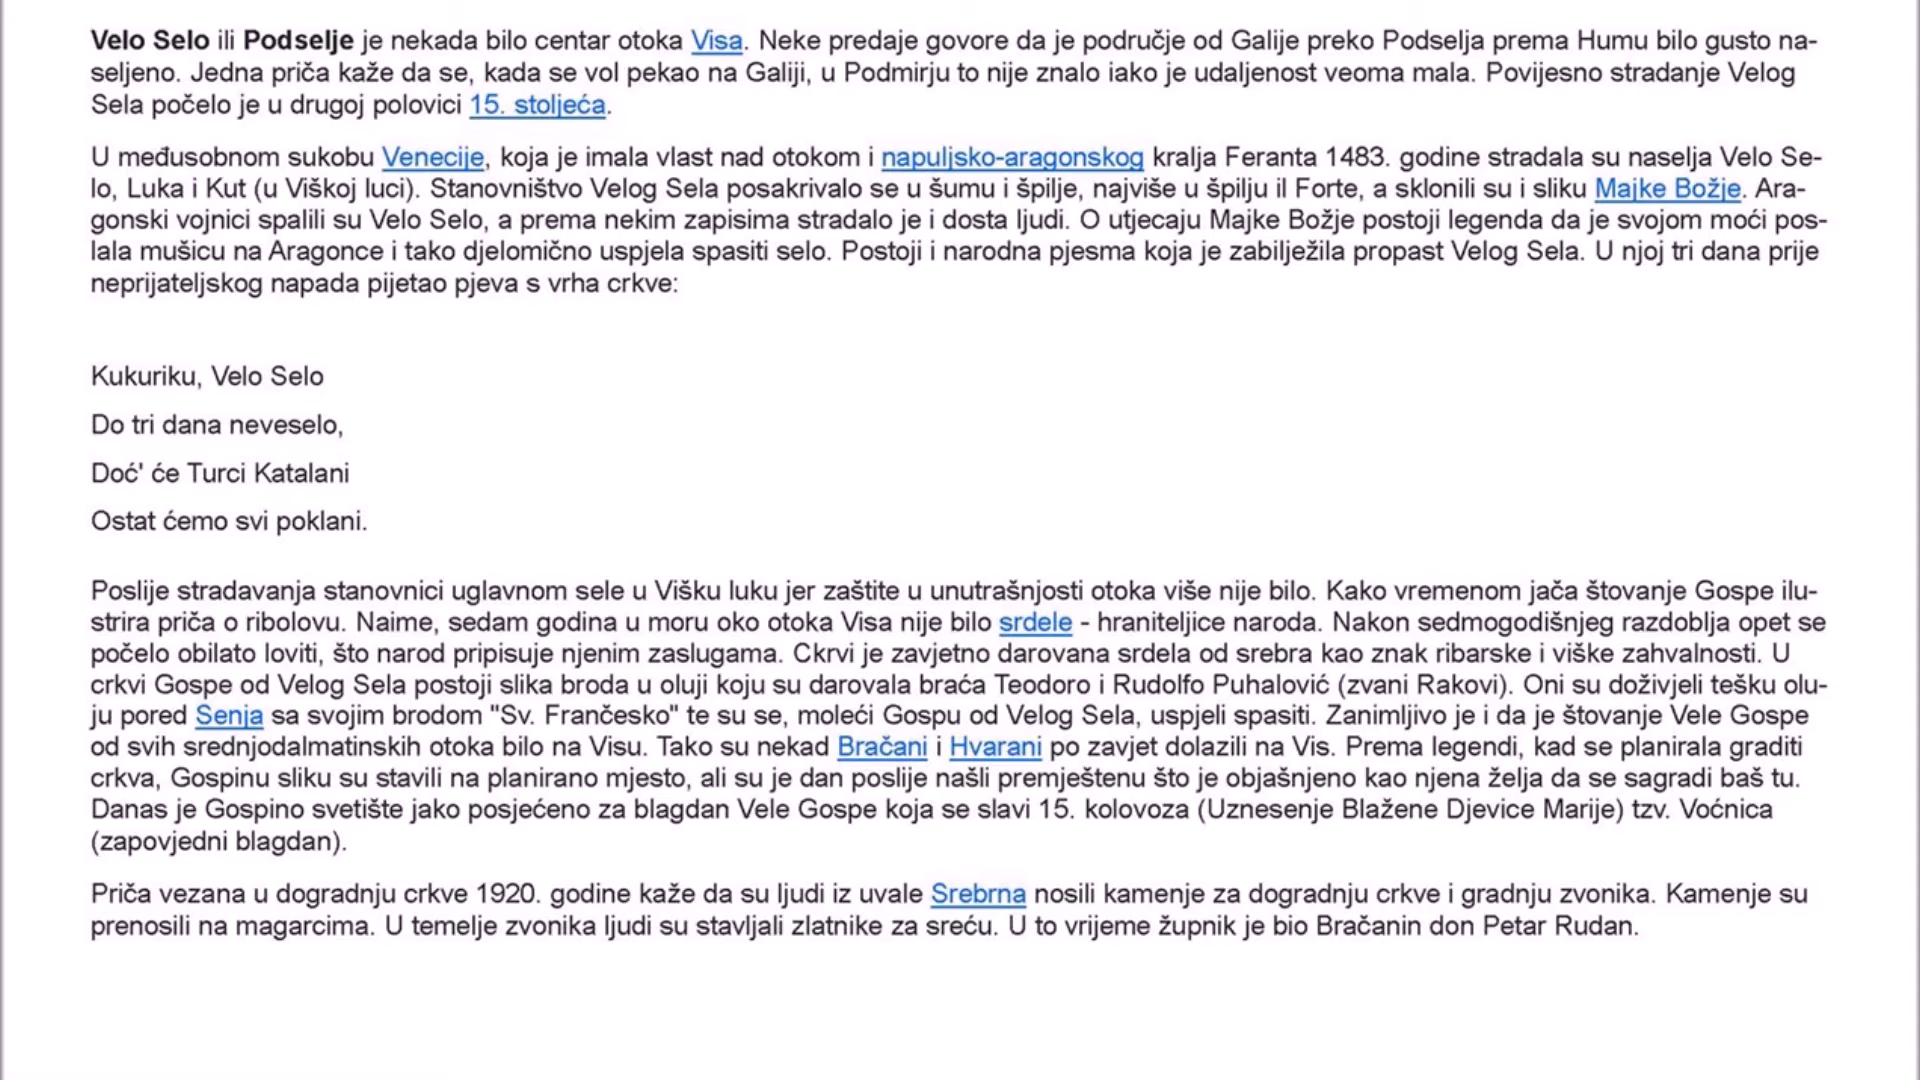 Velo Selo ili Podselje je nekada bilo centar otoka Visa. Neke predaje govore da je područje od Galije preko Podselja prema Humu bilo gusto na-
seljeno. Jedna priča kaže da se, kada se vol pekao na Galiji, u Podmirju to nije znalo iako je udaljenost veoma mala. Povijesno stradanje Velog
Sela počelo je u drugoj polovici 15. stoljeća.
U međusobnom sukobu Venecije, koja je imala vlast nad otokom i napuljsko-aragonskog kralja Feranta 1483. godine stradala su naselja Velo Se-
lo, Luka i Kut (u Viškoj luci). Stanovništvo Velog Sela posakrivalo se u šumu i špilje, najviše u špilju il Forte, a sklonili su i sliku Majke Božje. Ara-
gonski vojnici spalili su Velo Selo, a prema nekim zapisima stradalo je i dosta ljudi. O utjecaju Majke Božje postoji legenda da je svojom moći pos-
lala mušicu na Aragonce i tako djelomično uspjela spasiti selo. Postoji i narodna pjesma koja je zabilježila propast Velog Sela. U njoj tri dana prije
neprijateljskog napada pijetao pjeva s vrha crkve:
Kukuriku, Velo Selo
Do tri dana neveselo,
Doć' će Turci Katalani
Ostat ćemo svi poklani.
Poslije stradavanja stanovnici uglavnom sele u Višku luku jer zaštite u unutrašnjosti otoka više nije bilo. Kako vremenom jača štovanje Gospe ilu-
strira priča o ribolovu. Naime, sedam godina u moru oko otoka Visa nije bilo srdele - hraniteljice naroda. Nakon sedmogodišnjeg razdoblja opet se
počelo obilato loviti, što narod pripisuje njenim zaslugama. Ckrvi je zavjetno darovana srdela od srebra kao znak ribarske i viške zahvalnosti. U
crkvi Gospe od Velog Sela postoji slika broda u oluji koju su darovala braća Teodoro i Rudolfo Puhalović (zvani Rakovi). Oni su doživjeli tešku olu-
ju pored Senja sa svojim brodom "Sv. Frančesko" te su se, moleći Gospu od Velog Sela, uspjeli spasiti. Zanimljivo je i da je štovanje Vele Gospe
od svih srednjodalmatinskih otoka bilo na Visu. Tako su nekad Bračani i Hvarani po zavjet dolazili na Vis. Prema legendi, kad se planirala graditi
crkva, Gospinu sliku su stavili na planirano mjesto, ali su je dan poslije našli premještenu što je objašnjeno kao njena želja da se sagradi baš tu.
Danas je Gospino svetište jako posjećeno za blagdan Vele Gospe koja se slavi 15. kolovoza (Uznesenje Blažene Djevice Marije) tzv. Voćnica
(zapovjedni blagdan).
Priča vezana u dogradnju crkve 1920. godine kaže da su ljudi iz uvale Srebrna nosili kamenje za dogradnju crkve i gradnju zvonika. Kamenje su
prenosili na magarcima. U temelje zvonika ljudi su stavljali zlatnike za sreću. U to vrijeme župnik je bio Bračanin don Petar Rudan.